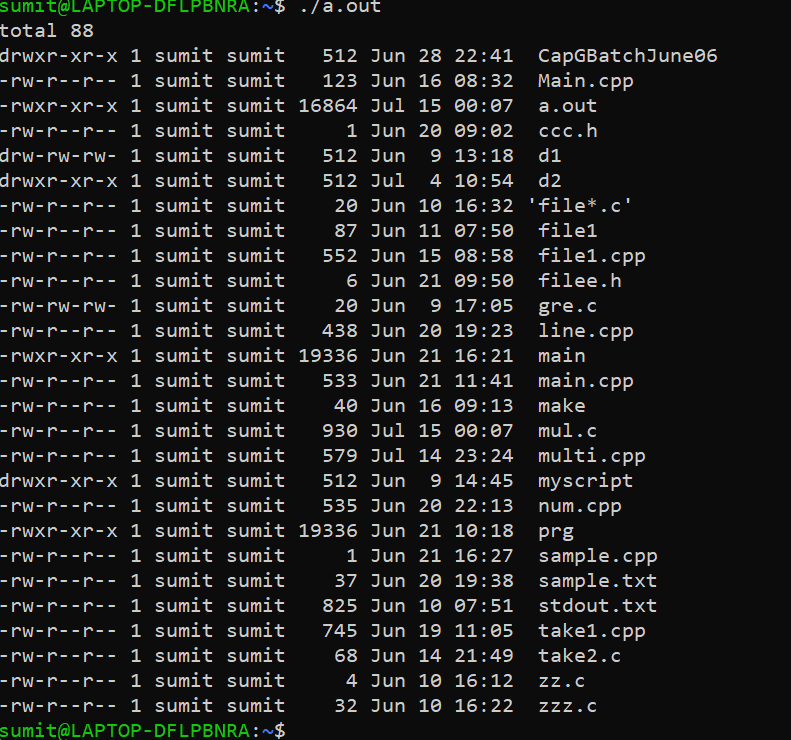 sumit@LAPTOP-DFLPBNRA:~$ ./a.out
total 88
drwxr-xr-x 1 sumit sumit   512 Jun 28 22:41  CapGBatchJune06
-rw-r--r-- 1 sumit sumit   123 Jun 16 08:32  Main.cpp
-rwxr-xr-x 1 sumit sumit 16864 Jul 15 00:07  a.out
-rw-r--r-- 1 sumit sumit     1 Jun 20 09:02  ccc.h
drw-rw-rw- 1 sumit sumit   512 Jun  9 13:18  d1
drwxr-xr-x 1 sumit sumit   512 Jul  4 10:54  d2
-rw-r--r-- 1 sumit sumit    20 Jun 10 16:32 'file*.c'
-rw-r--r-- 1 sumit sumit    87 Jun 11 07:50  file1
-rw-r--r-- 1 sumit sumit   552 Jun 15 08:58  file1.cpp
-rw-r--r-- 1 sumit sumit     6 Jun 21 09:50  filee.h
-rw-rw-rw- 1 sumit sumit    20 Jun  9 17:05  gre.c
-rw-r--r-- 1 sumit sumit   438 Jun 20 19:23  line.cpp
-rwxr-xr-x 1 sumit sumit 19336 Jun 21 16:21  main
-rw-r--r-- 1 sumit sumit   533 Jun 21 11:41  main.cpp
-rw-r--r-- 1 sumit sumit    40 Jun 16 09:13  make
-rw-r--r-- 1 sumit sumit   930 Jul 15 00:07  mul.c
-rw-r--r-- 1 sumit sumit   579 Jul 14 23:24  multi.cpp
drwxr-xr-x 1 sumit sumit   512 Jun  9 14:45  myscript
-rw-r--r-- 1 sumit sumit   535 Jun 20 22:13  num.cpp
-rwxr-xr-x 1 sumit sumit 19336 Jun 21 10:18  prg
-rw-r--r-- 1 sumit sumit     1 Jun 21 16:27  sample.cpp
-rw-r--r-- 1 sumit sumit    37 Jun 20 19:38  sample.txt
-rw-r--r-- 1 sumit sumit   825 Jun 10 07:51  stdout.txt
-rw-r--r-- 1 sumit sumit   745 Jun 19 11:05  take1.cpp
-rw-r--r-- 1 sumit sumit    68 Jun 14 21:49  take2.c
-rw-r--r-- 1 sumit sumit     4 Jun 10 16:12  zz.c
-rw-r--r-- 1 sumit sumit    32 Jun 10 16:22  zzz.c
sumit@LAPTOP-DFLPBNRA:~$